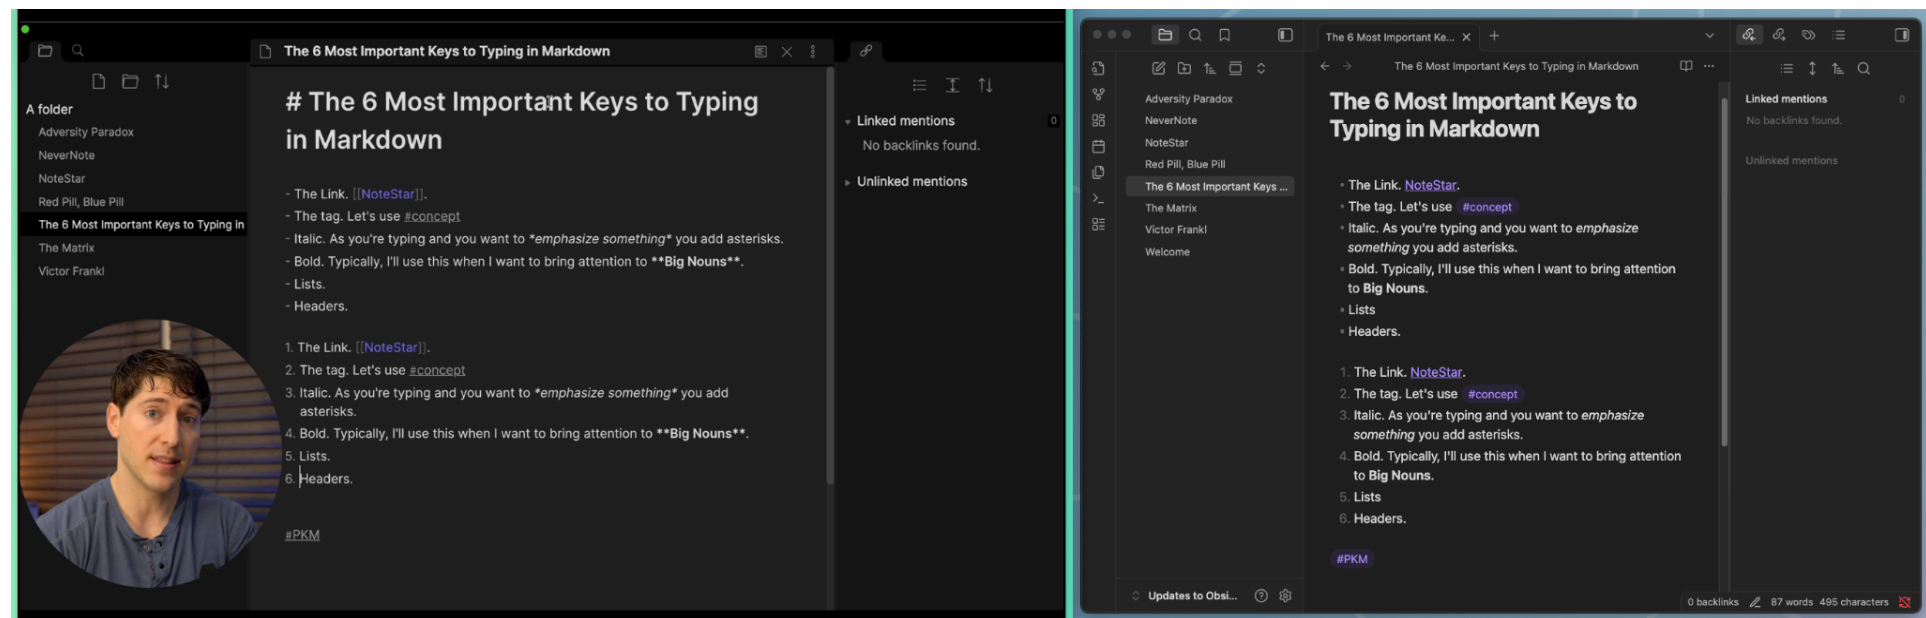 The 6 Most Important Keys to Typing in Markdown
A folder
Adversity Paradox
NeverNote
NoteStar
Red Pill, Blue Pill
The 6 Most Important Keys to Typing in
The Matrix
Victor Frankl
# The 6 Most Important Keys to Typing
in Markdown
- The Link. [[NoteStar]].
- The tag. Let's use #concept
- Italic. As you're typing and you want to *emphasize something* you add asterisks.
- Bold. Typically, I'll use this when I want to bring attention to **Big Nouns**.
- Lists.
- Headers.
1. The Link. [[NoteStar]].
2. The tag. Let's use #concept
3. Italic. As you're typing and you want to *emphasize something* you add
asterisks.
4. Bold. Typically, I'll use this when I want to bring attention to **Big Nouns**.
5. Lists.
6. Headers.
#PKM
Linked mentions 0
No backlinks found.
Unlinked mentions
The 6 Most Important Ke...
The 6 Most Important Keys to Typing in Markdown
Adversity Paradox
NeverNote
NoteStar
Red Pill, Blue Pill
The 6 Most Important Keys ...
The Matrix
Victor Frankl
Welcome
Updates to Obsi...
The 6 Most Important Keys to
Typing in Markdown
• The Link. NoteStar.
• The tag. Let's use #concept
• Italic. As you're typing and you want to emphasize
something you add asterisks.
• Bold. Typically, I'll use this when I want to bring attention
to Big Nouns.
• Lists
• Headers.
1. The Link. NoteStar.
2. The tag. Let's use #concept
3. Italic. As you're typing and you want to emphasize
something you add asterisks.
4. Bold. Typically, I'll use this when I want to bring attention
to Big Nouns.
5. Lists
6. Headers.
#PKM
Linked mentions 0
No backlinks found.
Unlinked mentions
0 backlinks 87 words 495 characters